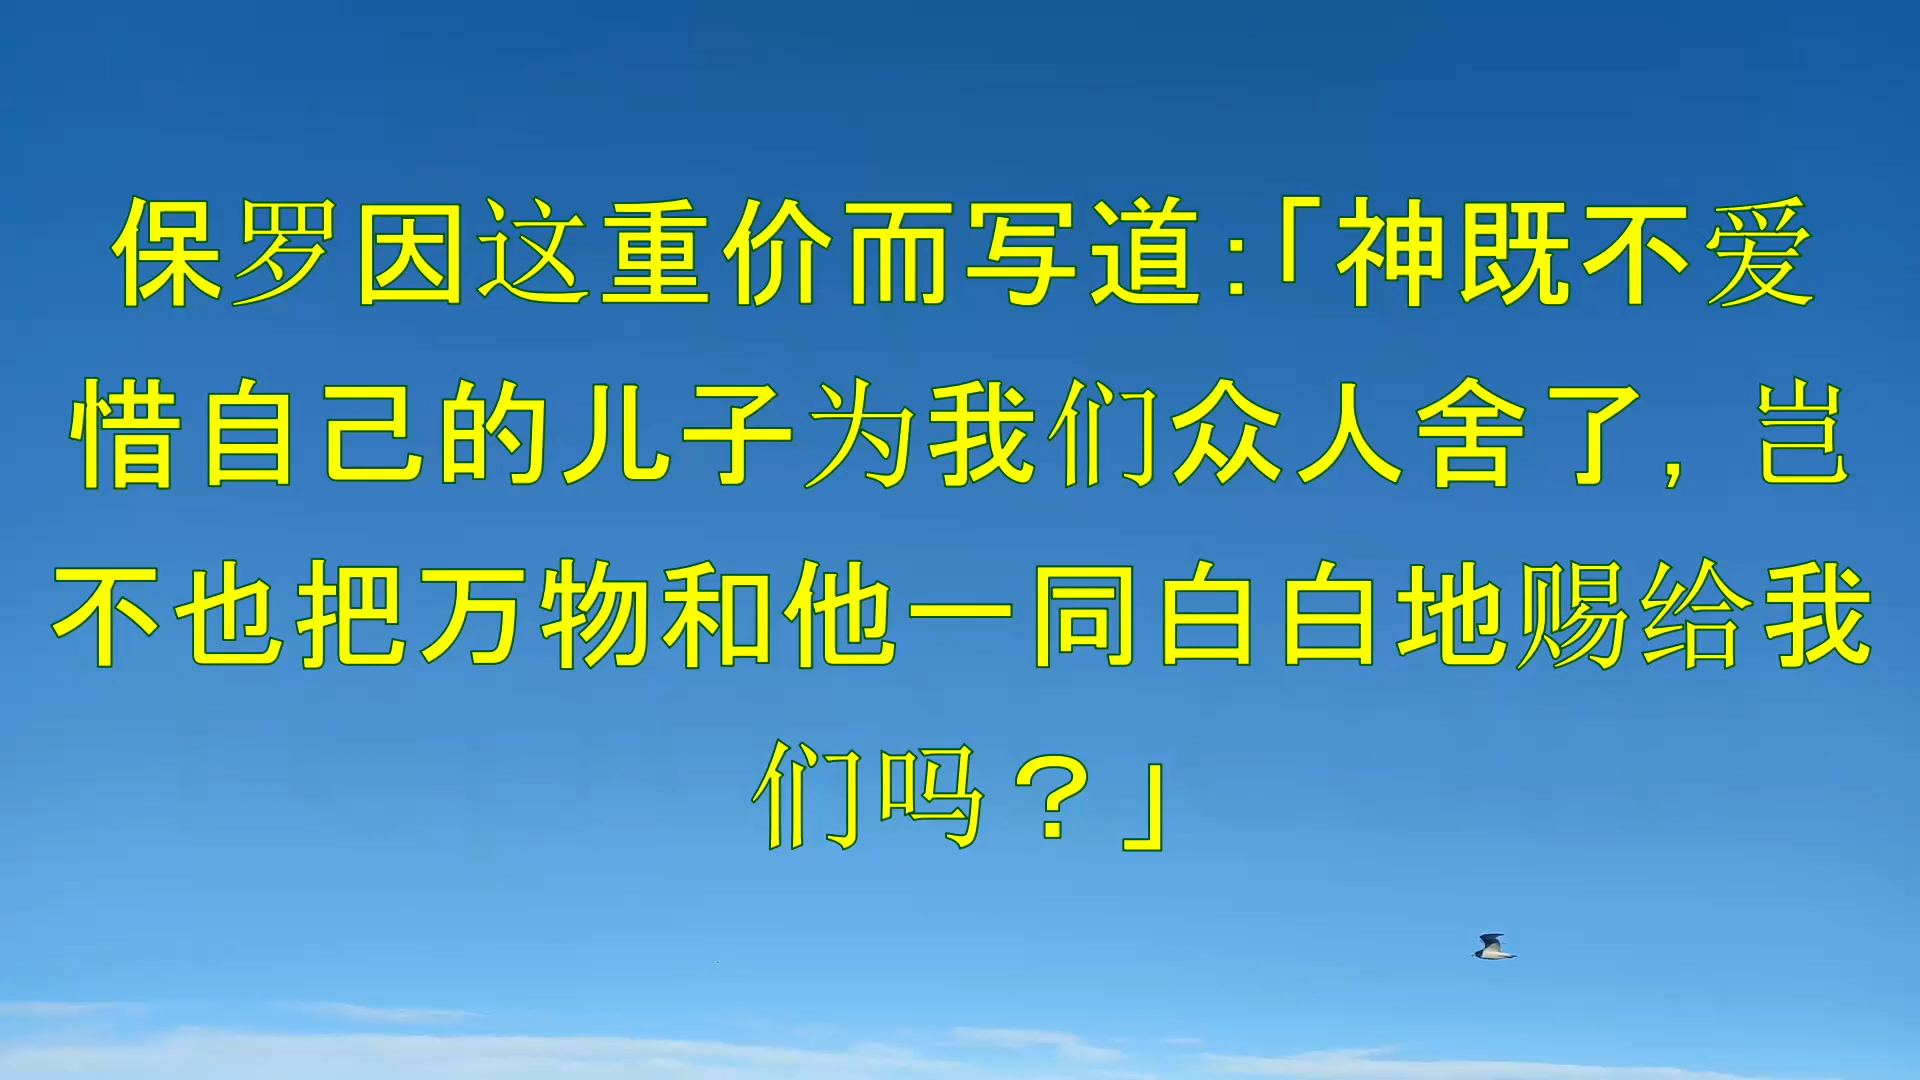 保罗因这重价而写道:「神既不爱
惜自己的儿子为我们众人舍了, 岂
不也把万物和他一同白白地赐给我
们吗？」